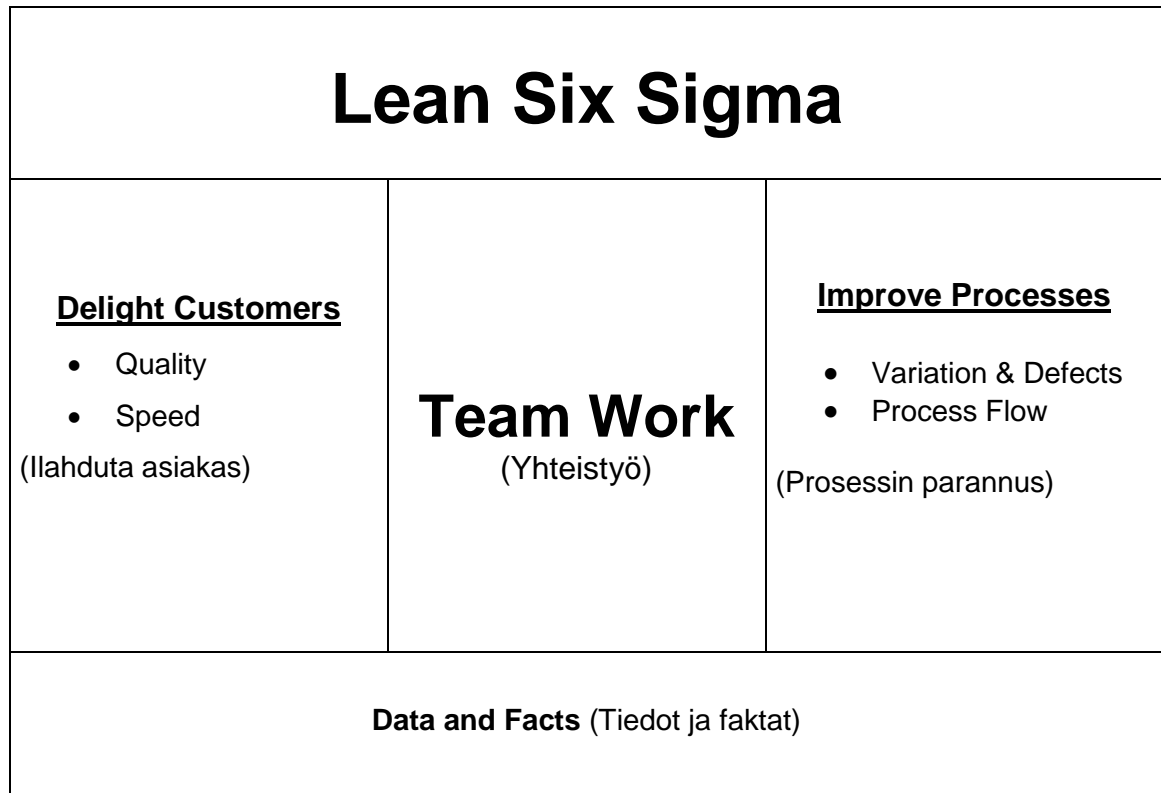 Lean Six Sigma
Delight Customers
• Quality
• Speed
(Ilahduta asiakas)
Team Work
(Yhteistyö)
Improve Processes
• Variation & Defects
• Process Flow
(Prosessin parannus)
Data and Facts (Tiedot ja faktat)